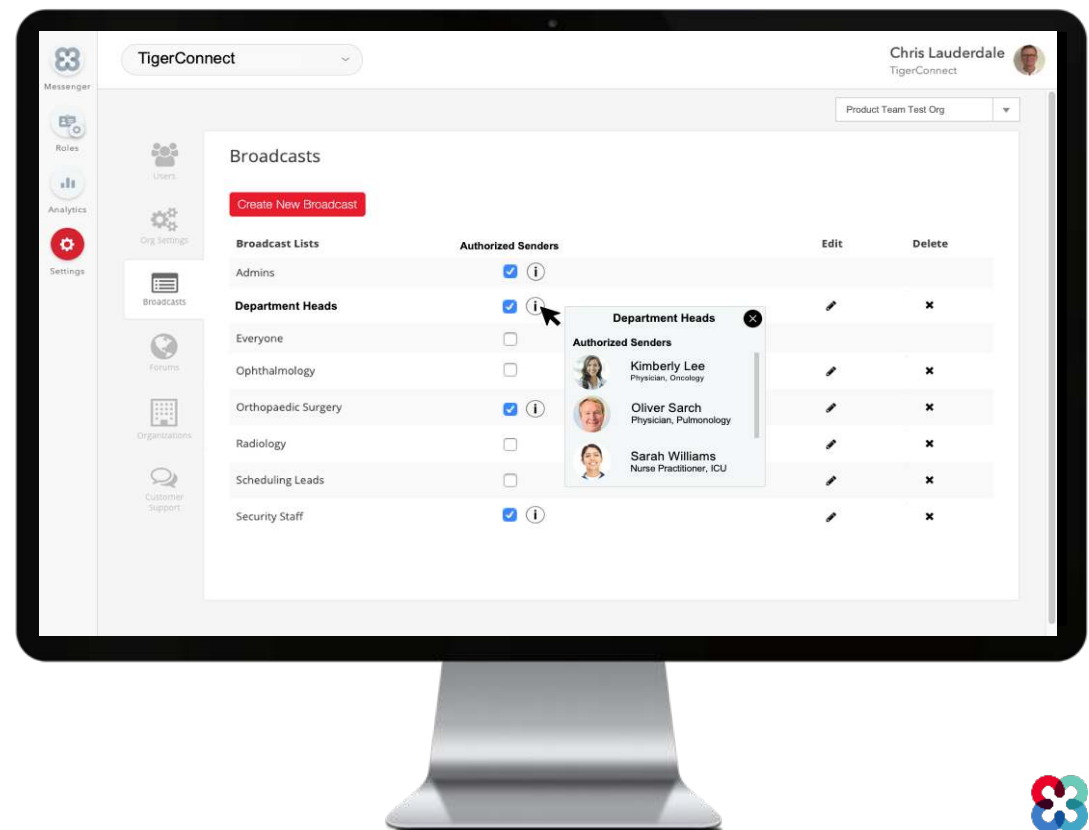 TigerConnect
Chris Lauderdale
TigerConnect
Messenger
Product Team Test Org
Roles
Users
Broadcasts
Analytics
Create New Broadcast
Org Settings
Broadcast Lists Authorized Senders Edit Delete
Settings
Admins
Broadcasts
Department Heads
Department Heads
Authorized Senders
Everyone
Kimberly Lee
Physician, Oncology
Forums
Ophthalmology
Orthopaedic Surgery
Oliver Sarch
Physician, Pulmonology
Organizations
Radiology
Sarah Williams
Nurse Practitioner, ICU
Scheduling Leads
Customer
Support
Security Staff